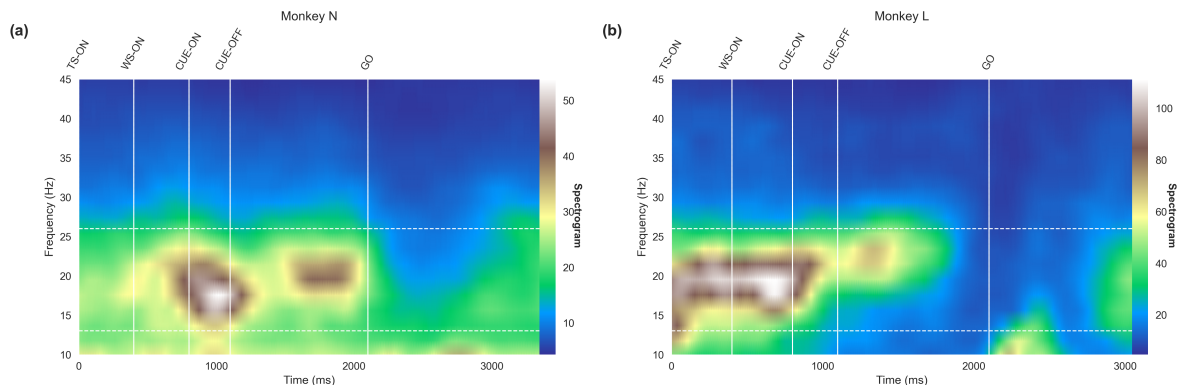 Monkey N
(a)
TS-ON
WS-ON
CUE-ON
CUE-OFF
GO
45
40
35
30
25
20
15
10
Frequency (Hz)
0
1000
2000
3000
Time (ms)
50
40
30
20
10
Spectrogram
Monkey L
(b)
TS-ON
WS-ON
CUE-ON
CUE-OFF
GO
45
40
35
30
25
20
15
10
Frequency (Hz)
0
1000
2000
3000
Time (ms)
100
80
60
40
20
Spectrogram